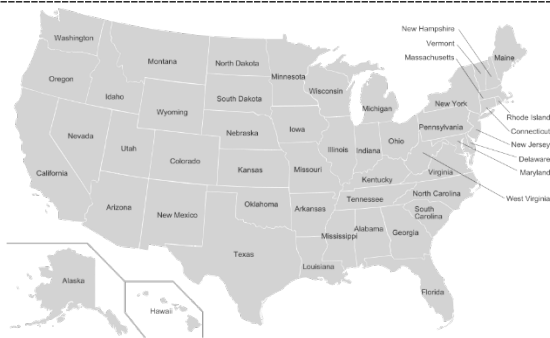 New Hampshire
Vermont
Massachusetts
Washington
Montana
North Dakota
Minnesota
Maine
Oregon
Idaho
South Dakota
Wisconsin
Michigan
New York
Rhode Island
Wyoming
Connecticut
Nebraska
Iowa
Pennsylvania
New Jersey
Nevada
Utah
Colorado
Illinois
Indiana
Ohio
Delaware
Maryland
California
Kansas
Missouri
Kentucky
Virginia
West Virginia
Arizona
New Mexico
Oklahoma
Arkansas
Tennessee
North Carolina
South
Carolina
Texas
Mississippi
Alabama
Georgia
Louisiana
Alaska
Hawaii
Florida